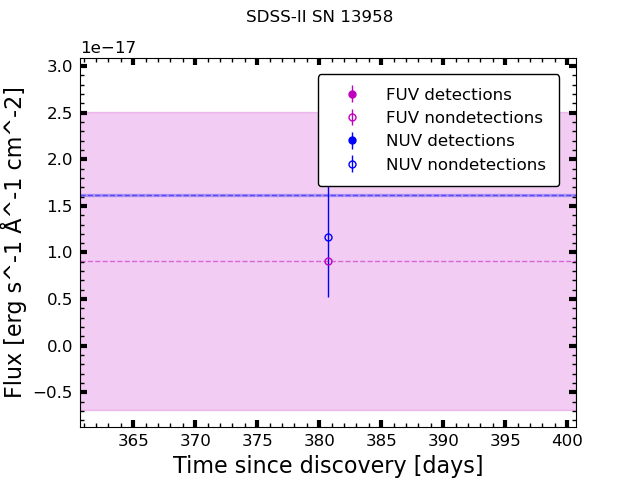 SDSS-II SN 13958
1e−17
3.0
2.5
2.0
1.5
1.0
0.5
0.0
−0.5
Flux [erg s^-1 Å^-1 cm^-2]
FUV detections
FUV nondetections
NUV detections
NUV nondetections
365 370 375 380 385 390 395 400
Time since discovery [days]